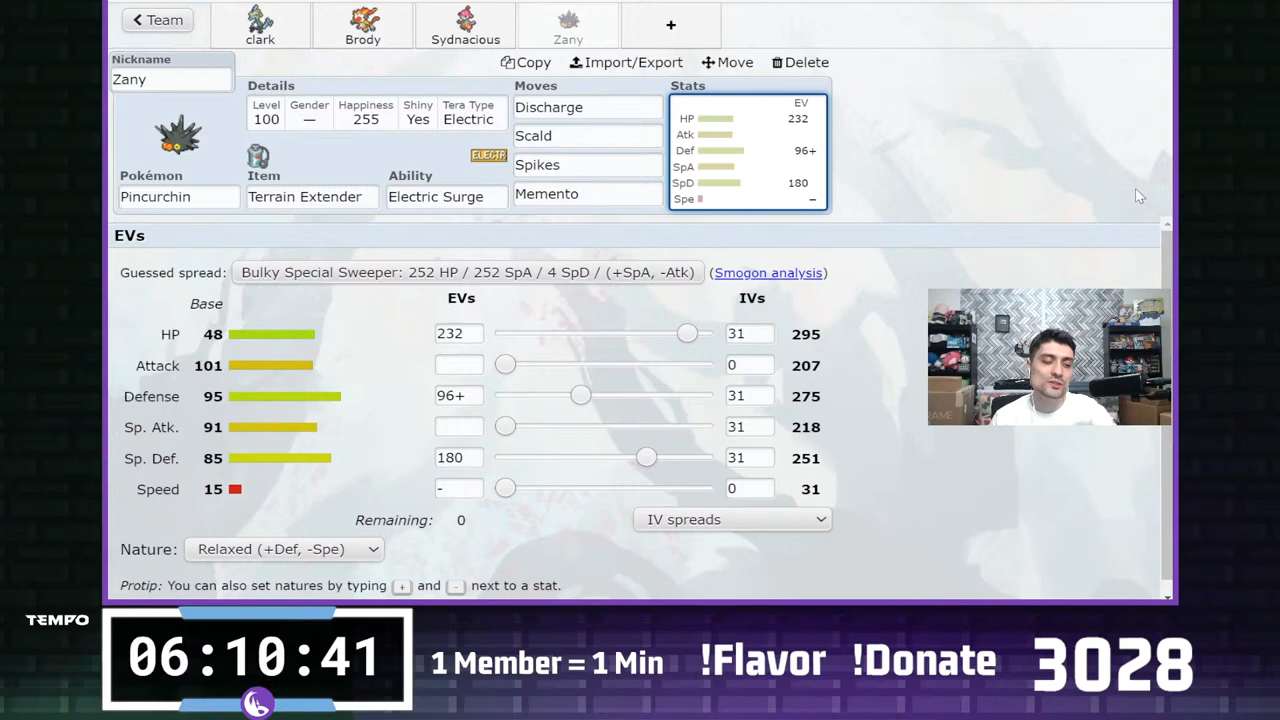 Team
clark
Brody
Sydnacious
Zany
+
Nickname
Zany
Copy
Import/Export
Move
Delete
Details
Level
100
Gender
—
Happiness
255
Shiny
Yes
Tera Type
Electric
Moves
Discharge
Scald
Spikes
Memento
Stats
EV
HP 232
Atk
Def 96+
SpA
SpD 180
Spe –
ELECTR
Pokémon
Pincurchin
Item
Terrain Extender
Ability
Electric Surge
EVs
Guessed spread: Bulky Special Sweeper: 252 HP / 252 SpA / 4 SpD / (+SpA, -Atk) (Smogon analysis)
Base EVs IVs
HP 48 232 31 295
Attack 101 0 207
Defense 95 96+ 31 275
Sp. Atk. 91 31 218
Sp. Def. 85 180 31 251
Speed 15 - 0 31
Remaining: 0 IV spreads
Nature: Relaxed (+Def, -Spe)
Protip: You can also set natures by typing + and - next to a stat.
TEMPO
06:10:41
1 Member = 1 Min
!Flavor
!Donate
3028